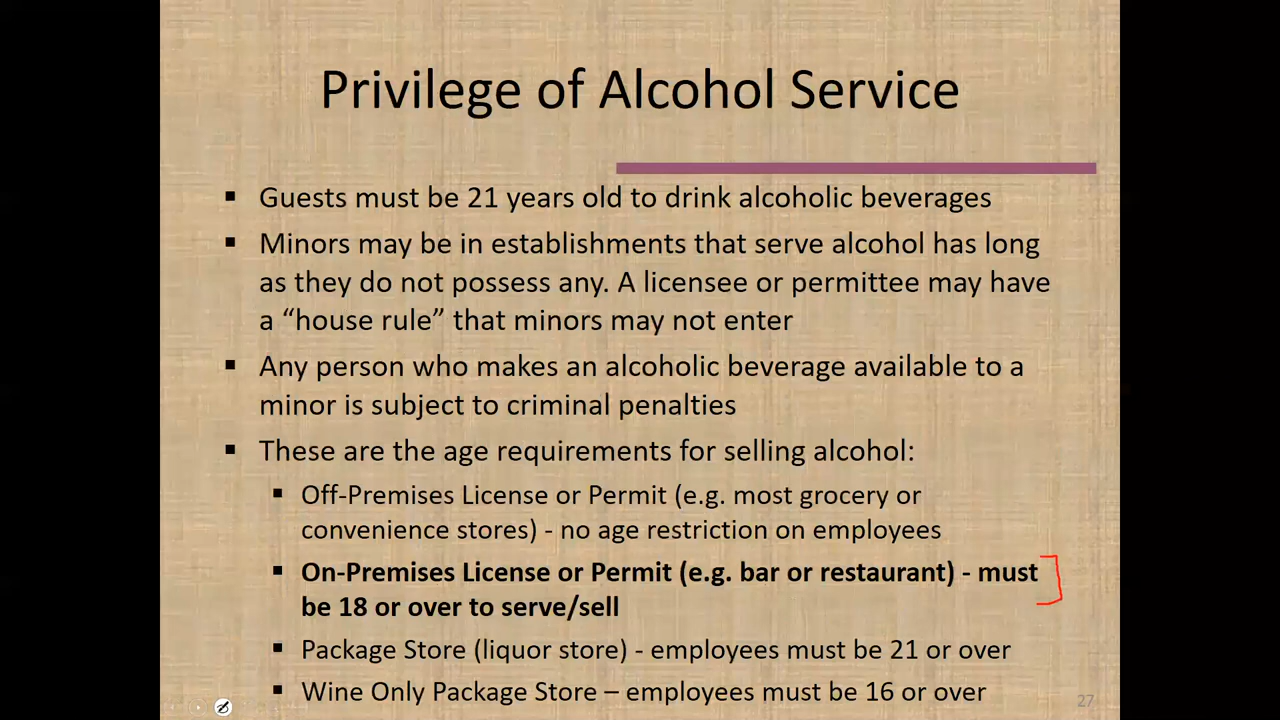 Privilege of Alcohol Service
▪ Guests must be 21 years old to drink alcoholic beverages
▪ Minors may be in establishments that serve alcohol has long
as they do not possess any. A licensee or permittee may have
a “house rule” that minors may not enter
▪ Any person who makes an alcoholic beverage available to a
minor is subject to criminal penalties
▪ These are the age requirements for selling alcohol:
▪ Off-Premises License or Permit (e.g. most grocery or
convenience stores) - no age restriction on employees
▪ On-Premises License or Permit (e.g. bar or restaurant) - must
be 18 or over to serve/sell
▪ Package Store (liquor store) - employees must be 21 or over
▪ Wine Only Package Store – employees must be 16 or over
27